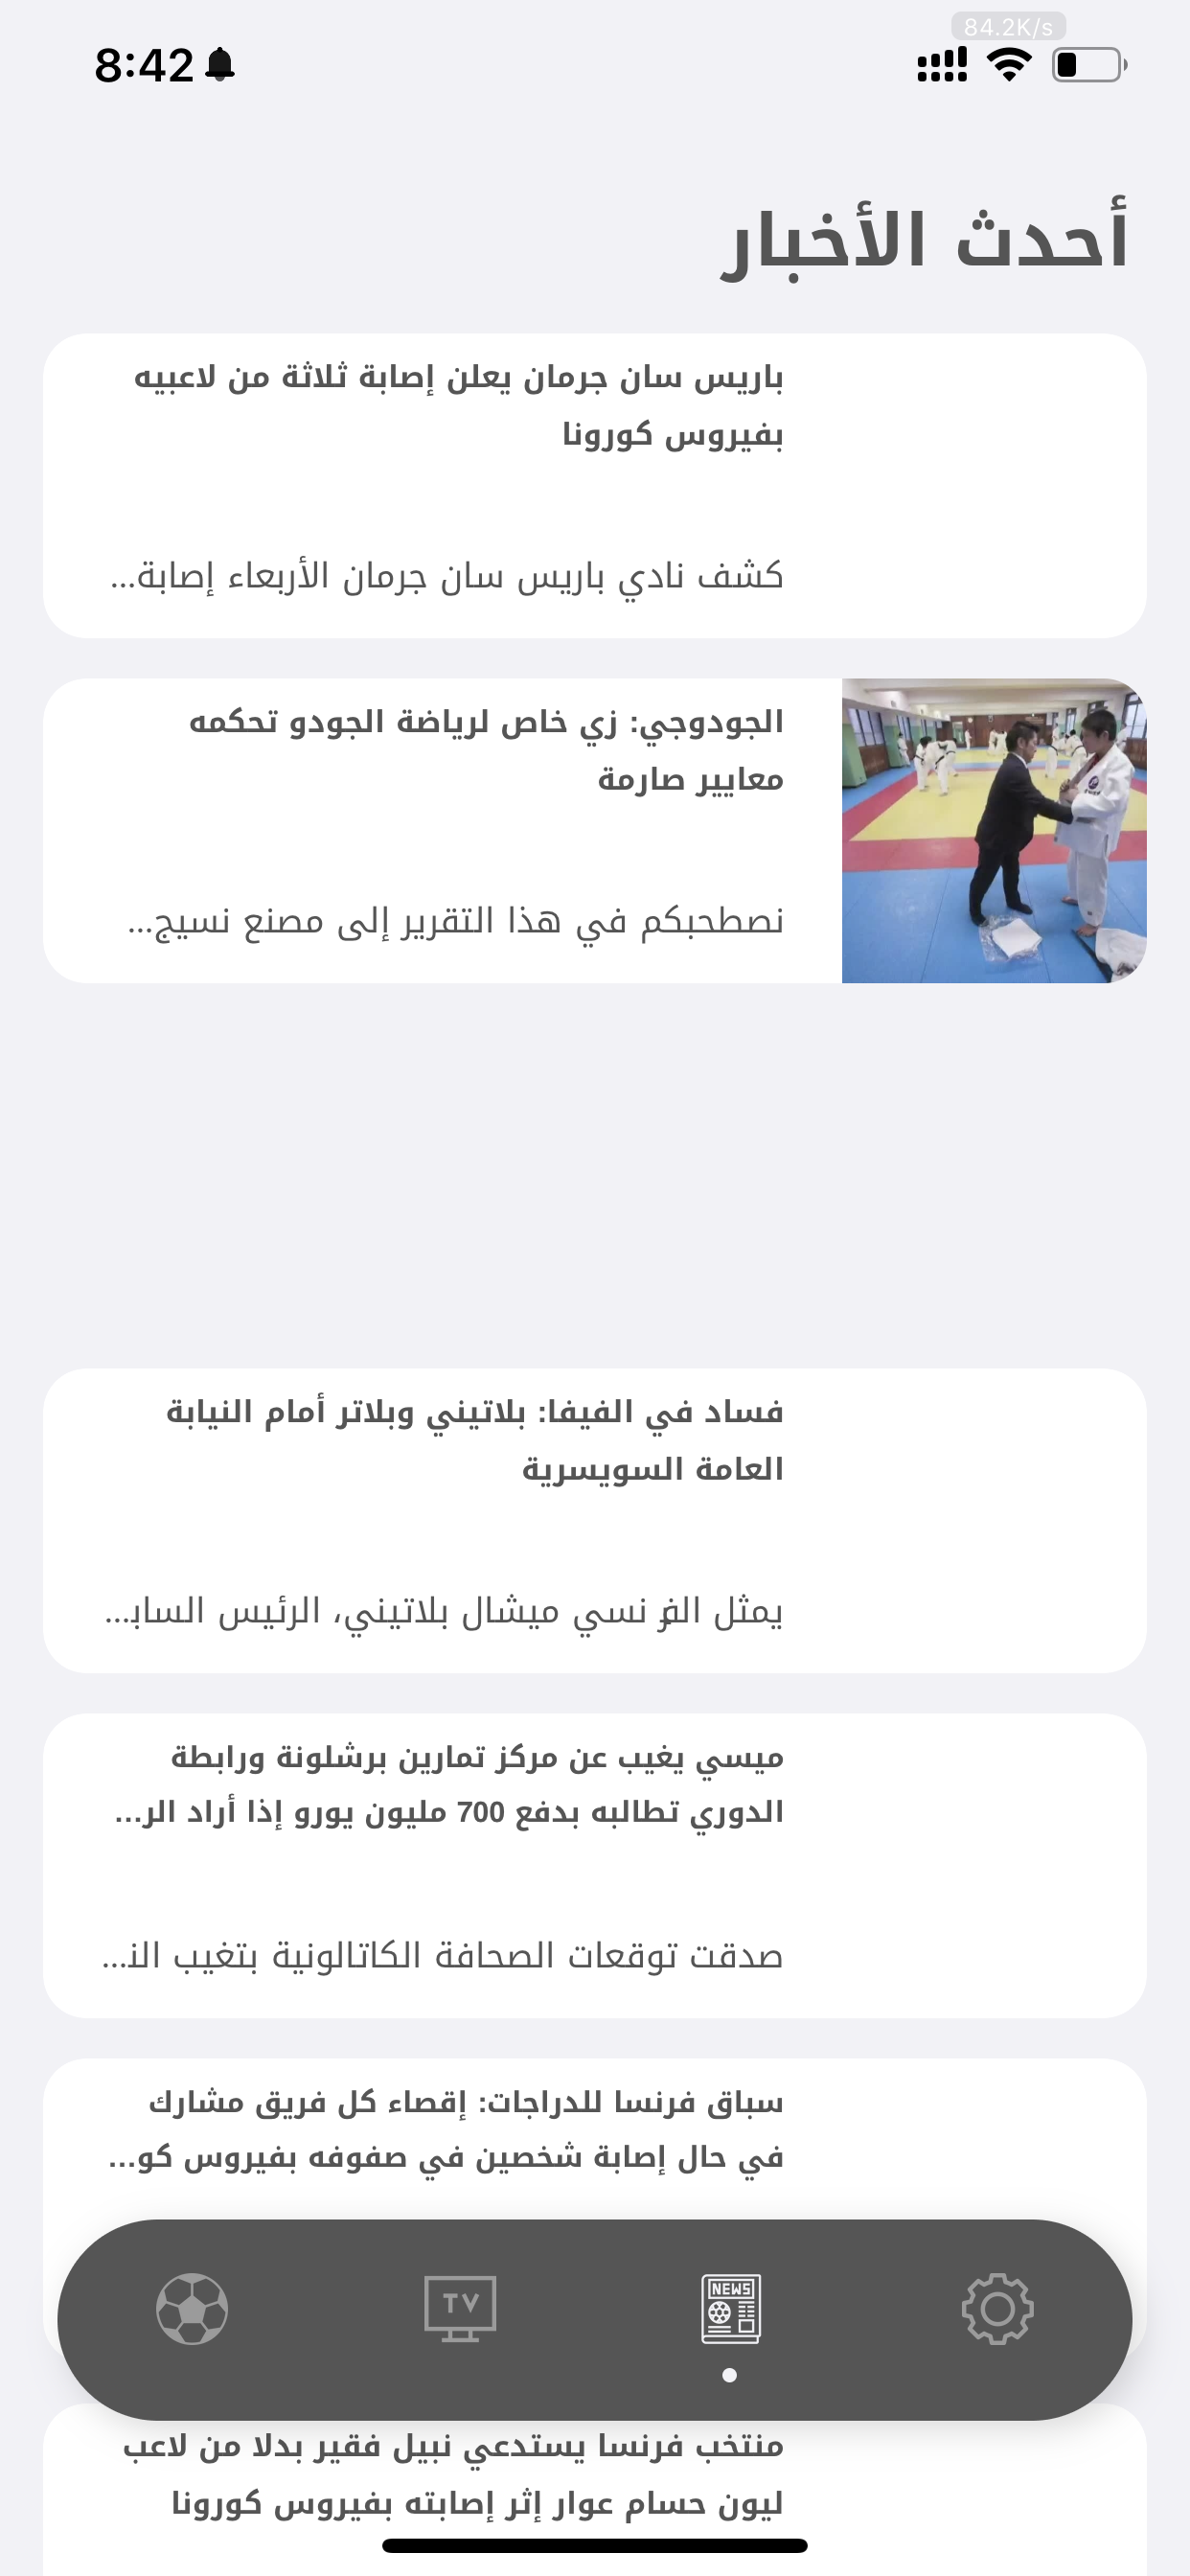 84.2K/s
8:42
أحدث الأخبار
باريس سان جرمان يعلن إصابة ثلاثة من لاعبيه
بفيروس كورونا
كشف نادي باريس سان جرمان الأربعاء إصابة...
الجودوجي: زي خاص لرياضة الجودو تحكمه
معايير صارمة
نصطحبكم في هذا التقرير إلى مصنع نسيج...
فساد في الفيفا: بلاتيني وبلاتر أمام النيابة
العامة السويسرية
يمثل الفرنسي ميشال بلاتيني، الرئيس الساب...
ميسي يغيب عن مركز تمارين برشلونة ورابطة
الدوري تطالبه بدفع 700 مليون يورو إذا أراد الر...
صدقت توقعات الصحافة الكاتالونية بتغيب الن...
سباق فرنسا للدراجات: إقصاء كل فريق مشارك
في حال إصابة شخصين في صفوفه بفيروس كو...
TV
NEWS
منتخب فرنسا يستدعي نبيل فقير بدلا من لاعب
ليون حسام عوار إثر إصابته بفيروس كورونا